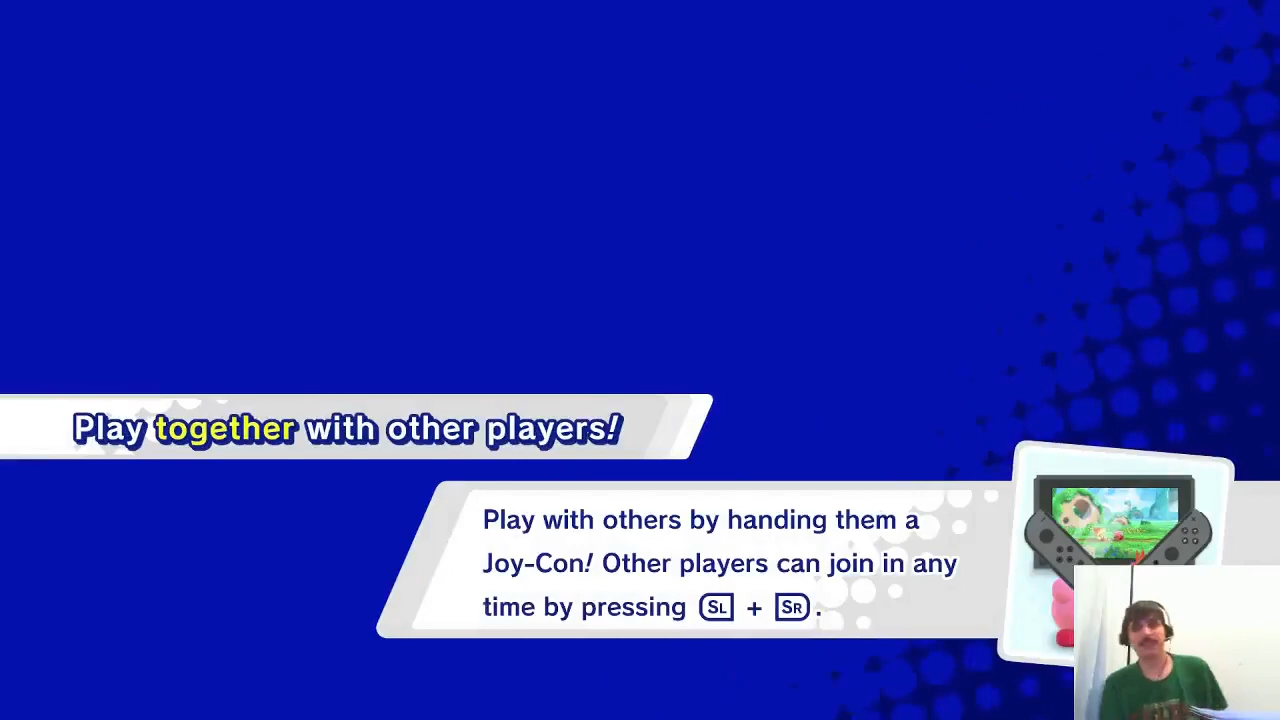 Play together with other players!
Play with others by handing them a
Joy-Con! Other players can join in any
time by pressing SL + SR.